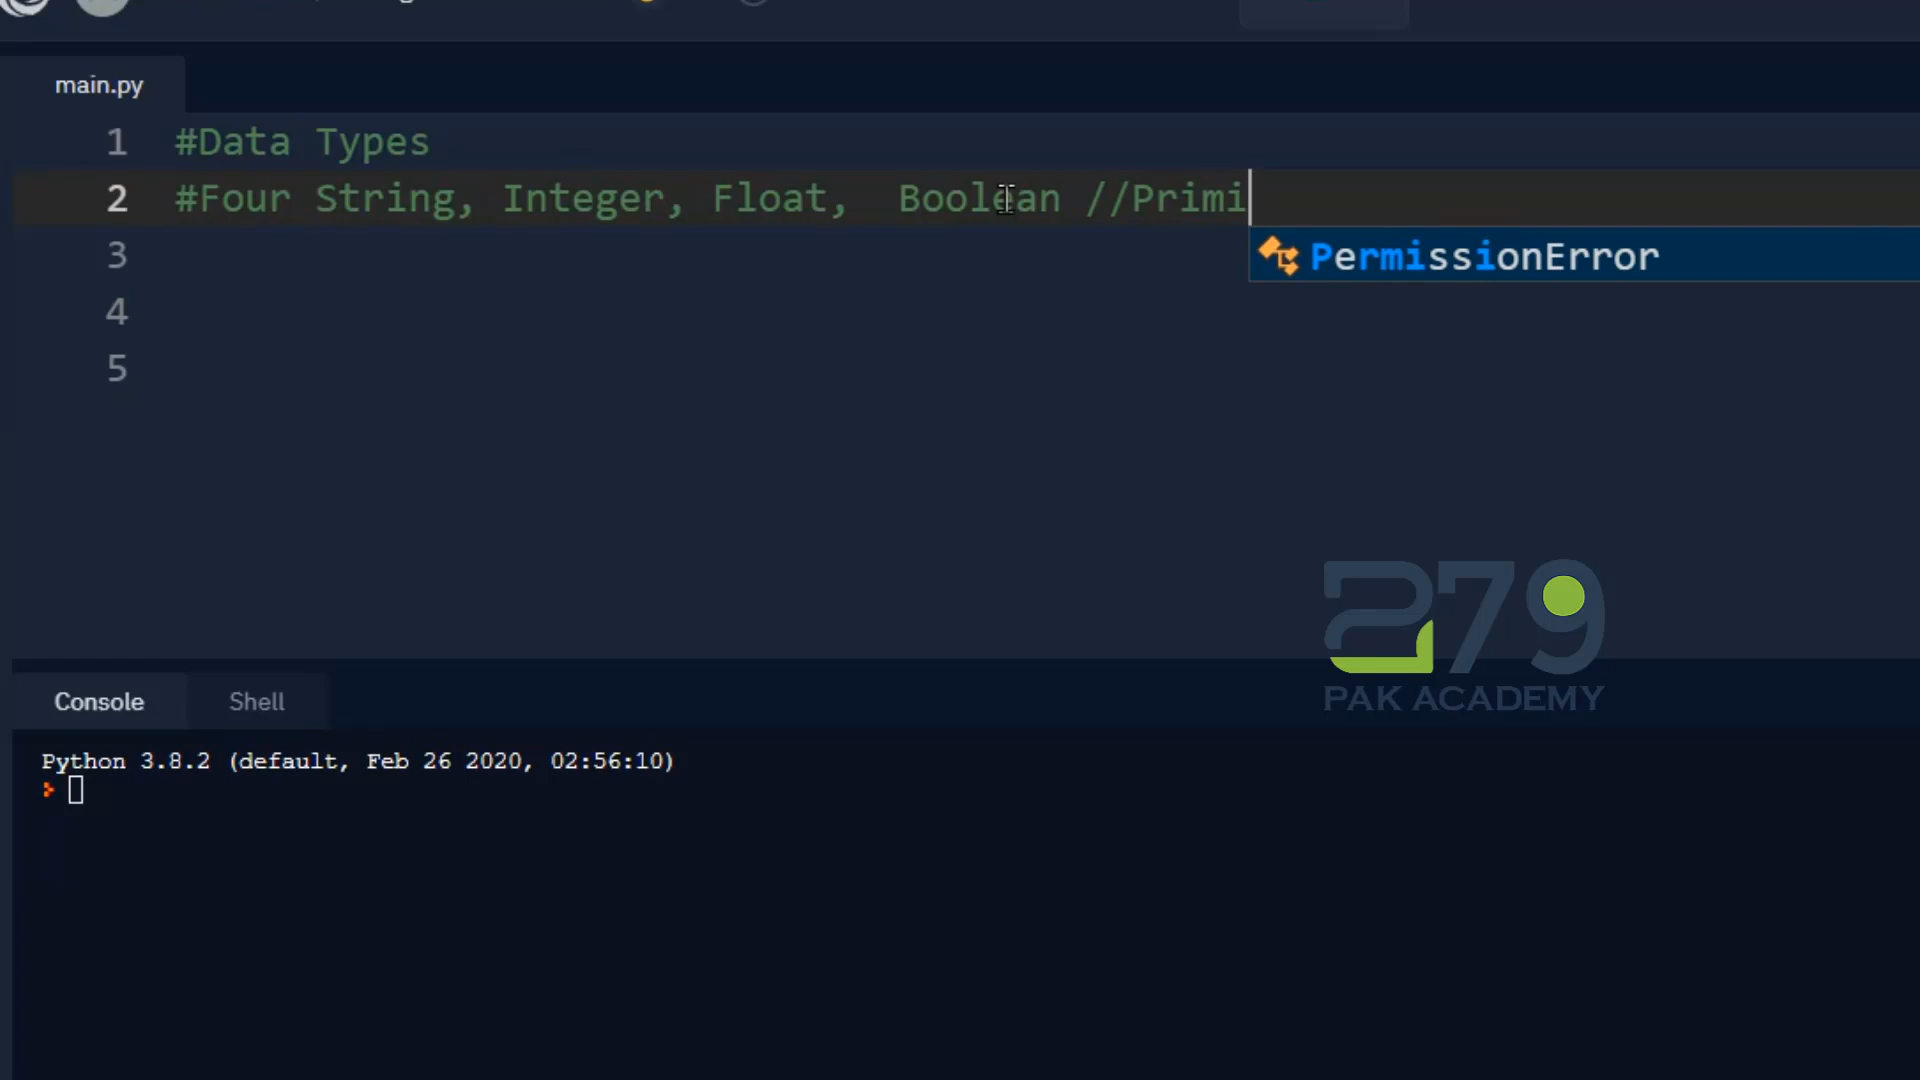 main.py
1 #Data Types
2 #Four String, Integer, Float,  Boolean //Primi
PermissionError
3
4
5
279
PAK ACADEMY
Console Shell
Python 3.8.2 (default, Feb 26 2020, 02:56:10)